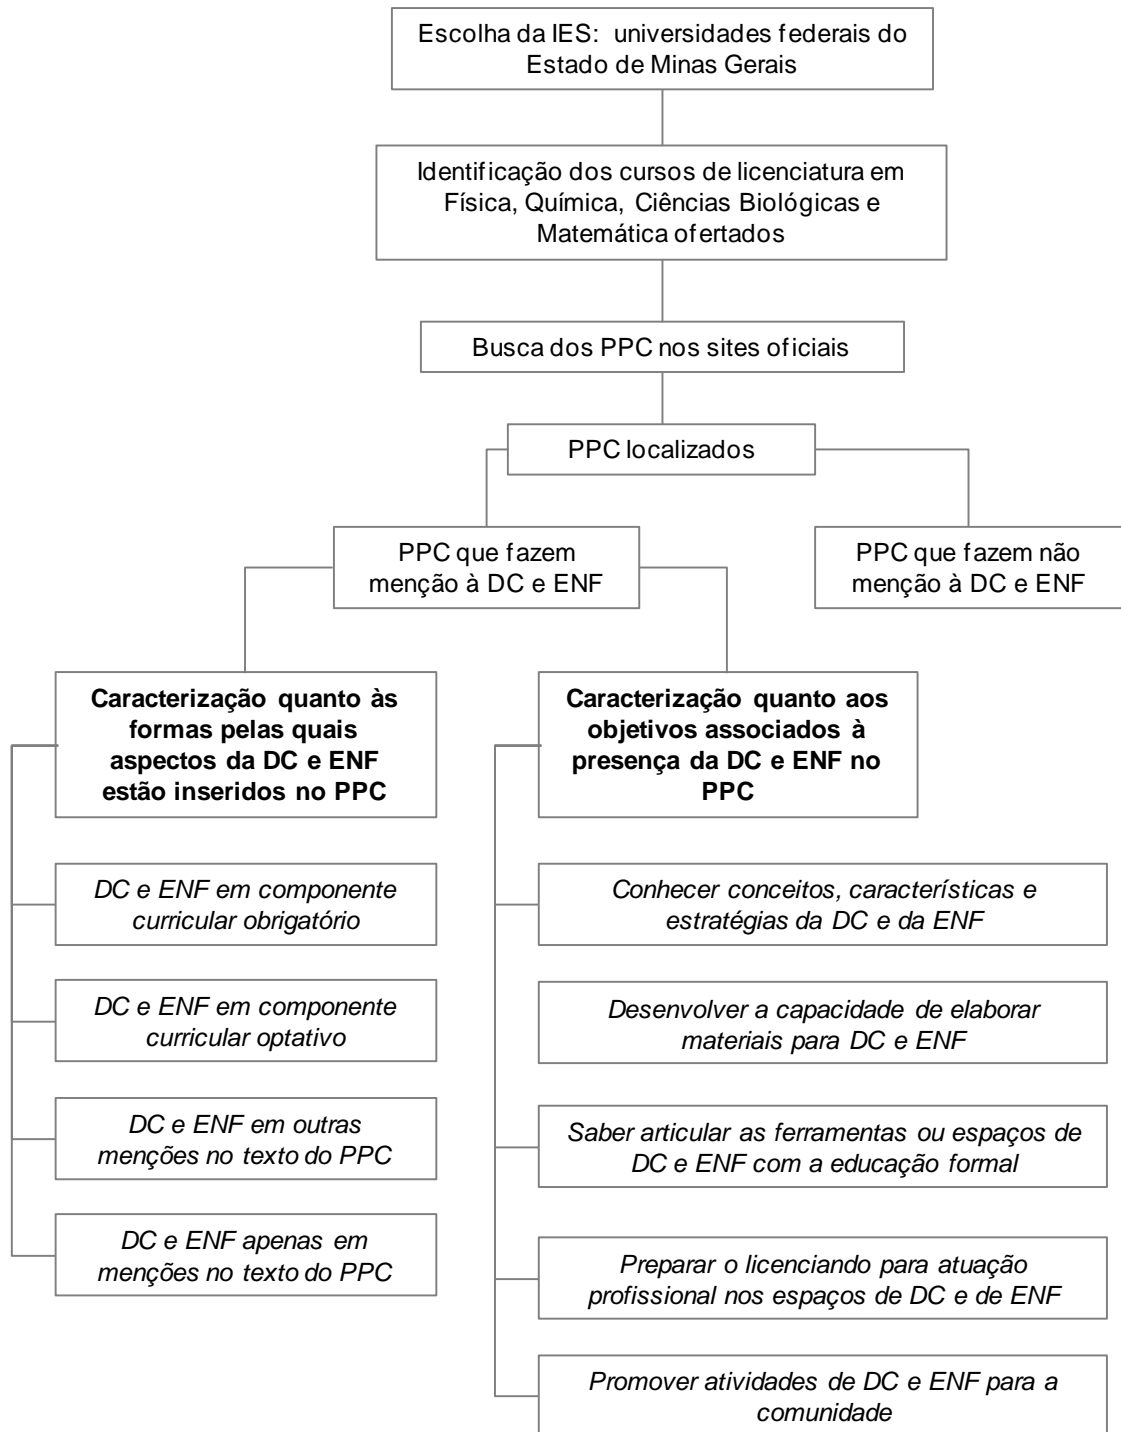 Escolha da IES: universidades federais do
Estado de Minas Gerais
Identificação dos cursos de licenciatura em
Física, Química, Ciências Biológicas e
Matemática ofertados
Busca dos PPC nos sites oficiais
PPC localizados
PPC que fazem
menção à DC e ENF
PPC que fazem não
menção à DC e ENF
Caracterização quanto às
formas pelas quais
aspectos da DC e ENF
estão inseridos no PPC
DC e ENF em componente
curricular obrigatório
DC e ENF em componente
curricular optativo
DC e ENF em outras
menções no texto do PPC
DC e ENF apenas em
menções no texto do PPC
Caracterização quanto aos
objetivos associados à
presença da DC e ENF no
PPC
Conhecer conceitos, características e
estratégias da DC e da ENF
Desenvolver a capacidade de elaborar
materiais para DC e ENF
Saber articular as ferramentas ou espaços de
DC e ENF com a educação formal
Preparar o licenciando para atuação
profissional nos espaços de DC e de ENF
Promover atividades de DC e ENF para a
comunidade